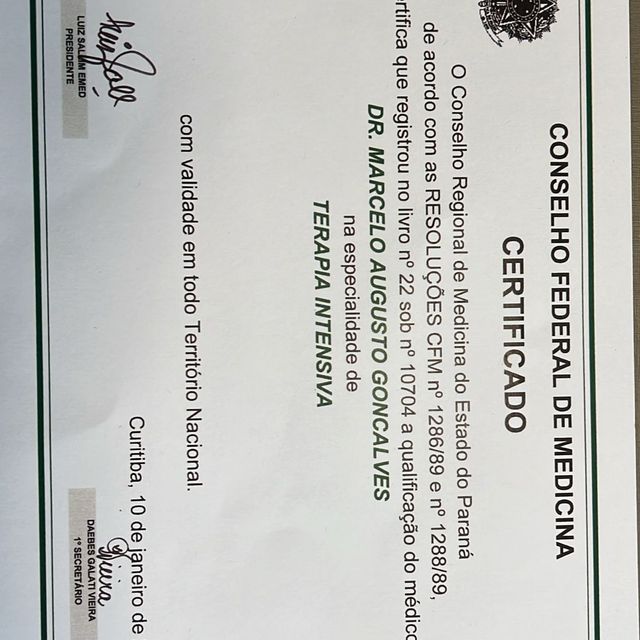 CONSELHO FEDERAL DE MEDICINA
CERTIFICADO
O Conselho Regional de Medicina do Estado do Paraná
de acordo com as RESOLUÇÕES CFM nº 1286/89 e nº 1288/89,
ertifica que registrou no livro nº 22 sob nº 10704 a qualificação do médico
DR. MARCELO AUGUSTO GONCALVES
na especialidade de
TERAPIA INTENSIVA
com validade em todo Território Nacional.
Curitiba, 10 de janeiro de
LUIZ SALLIM EMED
PRESIDENTE
DAEBES GALATI VIEIRA
1º SECRETÁRIO